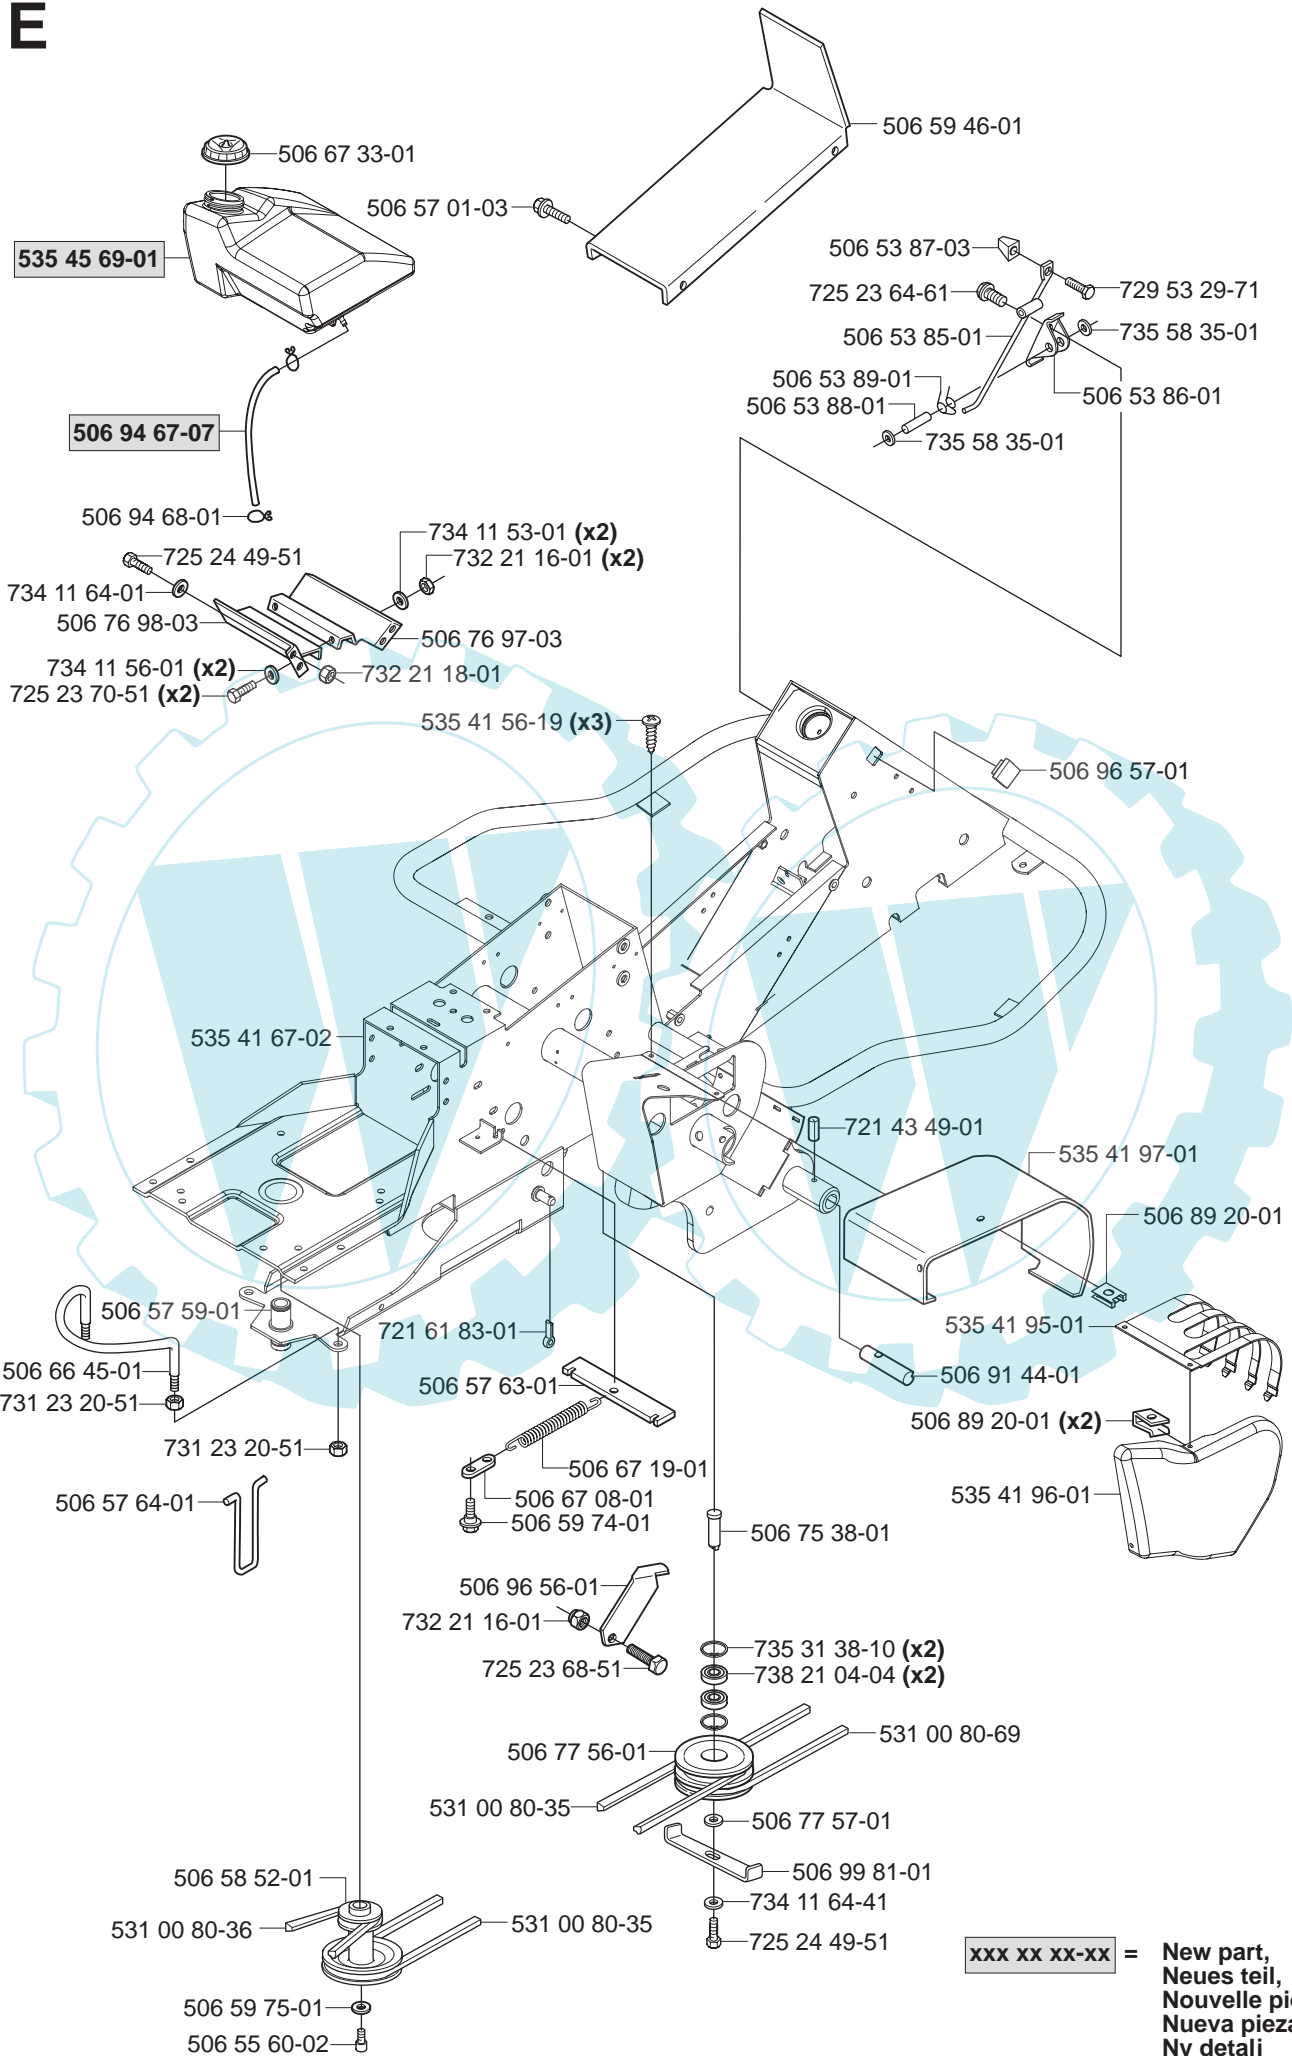 E
506 59 46-01
506 67 33-01
506 57 01-03
535 45 69-01
506 53 87-03
725 23 64-61
729 53 29-71
506 53 85-01
735 58 35-01
506 53 89-01
506 53 88-01
506 53 86-01
735 58 35-01
506 94 67-07
506 94 68-01
734 11 53-01 (x2)
725 24 49-51
732 21 16-01 (x2)
734 11 64-01
506 76 98-03
506 76 97-03
734 11 56-01 (x2)
732 21 18-01
725 23 70-51 (x2)
535 41 56-19 (x3)
506 96 57-01
535 41 67-02
721 43 49-01
535 41 97-01
506 89 20-01
506 57 59-01
721 61 83-01
535 41 95-01
506 66 45-01
506 57 63-01
506 91 44-01
731 23 20-51
506 89 20-01 (x2)
731 23 20-51
506 67 19-01
506 57 64-01
506 67 08-01
535 41 96-01
506 59 74-01
506 75 38-01
506 96 56-01
732 21 16-01
735 31 38-10 (x2)
725 23 68-51
738 21 04-04 (x2)
531 00 80-69
506 77 56-01
531 00 80-35
506 77 57-01
506 58 52-01
506 99 81-01
734 11 64-41
531 00 80-36
531 00 80-35
725 24 49-51
506 59 75-01
506 55 60-02
xxx xx xx-xx = New part,
Neues teil,
Nouvelle pi
Nueva pieza
Ny detalj